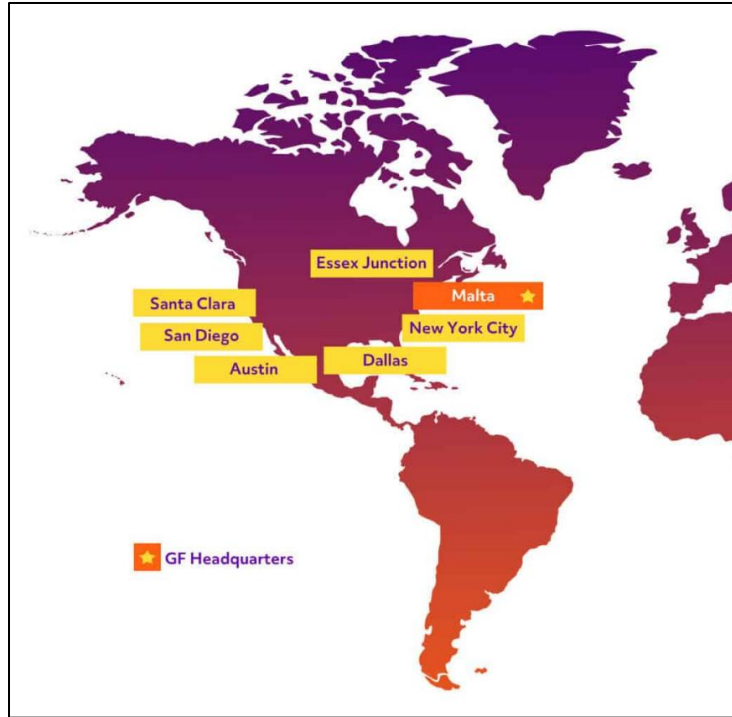 Essex Junction
Malta
Santa Clara
New York City
San Diego
Dallas
Austin
GF Headquarters